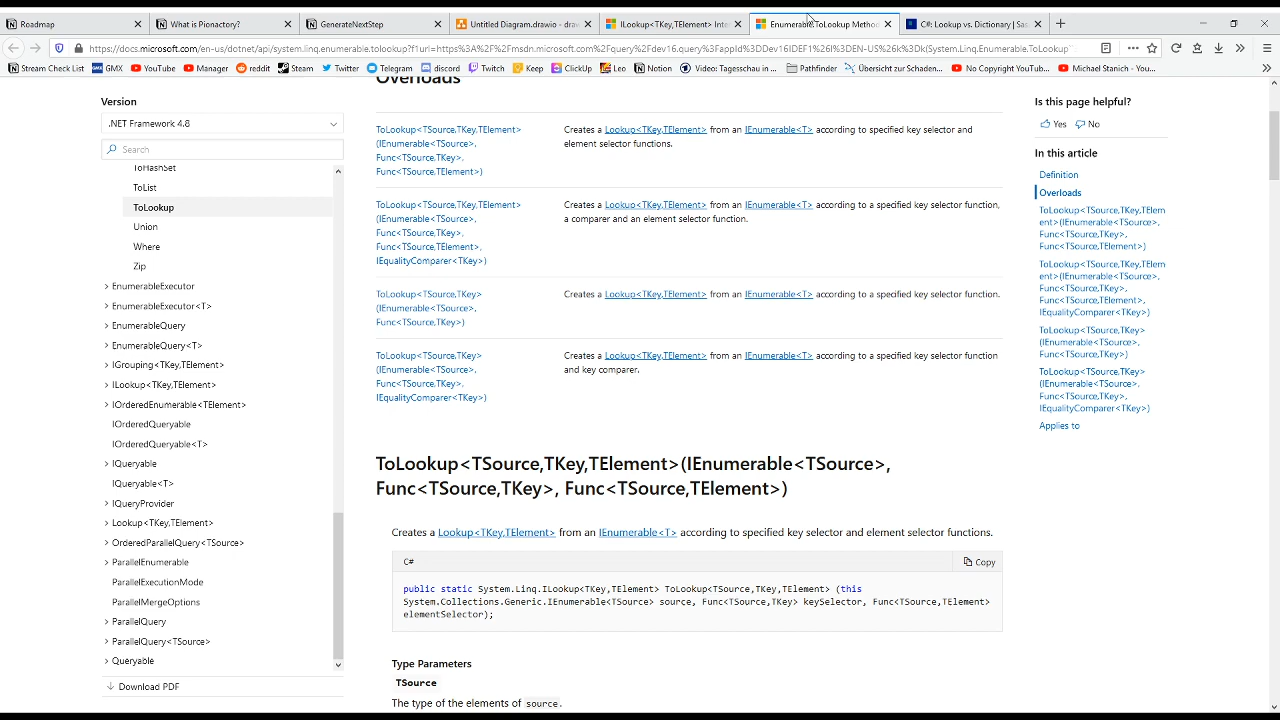 Roadmap
What is Pionactory?
GenerateNextStep
Untitled Diagram.drawio - draw
ILookup<TKey,TElement> Inte
Enumerable.ToLookup Method
C#: Lookup vs. Dictionary | Sas
https://docs.microsoft.com/en-us/dotnet/api/system.linq.enumerable.tolookup?f1url=https%3A%2F%2Fmsdn.microsoft.com%2Fquery%2Fdev16.query%3FappId%3DDev16IDEF1%26l%3DEN-US%26k%3Dk(System.Linq.Enumerable.ToLookup
Stream Check List
GMX
YouTube
Manager
reddit
Steam
Twitter
Telegram
discord
Twitch
Keep
ClickUp
Notion
Video: Tagesschau in ...
Pathfinder
Übersicht zur Schaden...
No Copyright YouTub...
Michael Stanich - You...
Overloads
Version
.NET Framework 4.8
Search
ToHashSet
ToList
ToLookup
Union
Where
Zip
EnumerableExecutor
EnumerableExecutor<T>
EnumerableQuery
EnumerableQuery<T>
IGrouping<TKey,TElement>
ILookup<TKey,TElement>
IOrderedEnumerable<TElement>
IOrderedQueryable
IOrderedQueryable<T>
IQueryable
IQueryable<T>
IQueryProvider
Lookup<TKey,TElement>
OrderedParallelQuery<TSource>
ParallelEnumerable
ParallelExecutionMode
ParallelMergeOptions
ParallelQuery
ParallelQuery<TSource>
Queryable
Download PDF
ToLookup<TSource,TKey,TElement>
(IEnumerable<TSource>,
Func<TSource,TKey>,
Func<TSource,TElement>)
Creates a Lookup<TKey,TElement> from an IEnumerable<T> according to specified key selector and
element selector functions.
ToLookup<TSource,TKey,TElement>
(IEnumerable<TSource>,
Func<TSource,TKey>,
Func<TSource,TElement>,
IEqualityComparer<TKey>)
Creates a Lookup<TKey,TElement> from an IEnumerable<T> according to a specified key selector function,
a comparer and an element selector function.
ToLookup<TSource,TKey>
(IEnumerable<TSource>,
Func<TSource,TKey>)
Creates a Lookup<TKey,TElement> from an IEnumerable<T> according to a specified key selector function.
ToLookup<TSource,TKey>
(IEnumerable<TSource>,
Func<TSource,TKey>,
IEqualityComparer<TKey>)
Creates a Lookup<TKey,TElement> from an IEnumerable<T> according to a specified key selector function
and key comparer.
ToLookup<TSource,TKey,TElement>(IEnumerable<TSource>,
Func<TSource,TKey>, Func<TSource,TElement>)
Creates a Lookup<TKey,TElement> from an IEnumerable<T> according to specified key selector and element selector functions.
C#
Copy
public static System.Linq.ILookup<TKey,TElement> ToLookup<TSource,TKey,TElement> (this
System.Collections.Generic.IEnumerable<TSource> source, Func<TSource,TKey> keySelector, Func<TSource,TElement>
elementSelector);
Type Parameters
TSource
The type of the elements of source.
Is this page helpful?
Yes
No
In this article
Definition
Overloads
ToLookup<TSource,TKey,TElem
ent>(IEnumerable<TSource>,
Func<TSource,TKey>,
Func<TSource,TElement>)
ToLookup<TSource,TKey,TElem
ent>(IEnumerable<TSource>,
Func<TSource,TKey>,
Func<TSource,TElement>,
IEqualityComparer<TKey>)
ToLookup<TSource,TKey>
(IEnumerable<TSource>,
Func<TSource,TKey>)
ToLookup<TSource,TKey>
(IEnumerable<TSource>,
Func<TSource,TKey>,
IEqualityComparer<TKey>)
Applies to